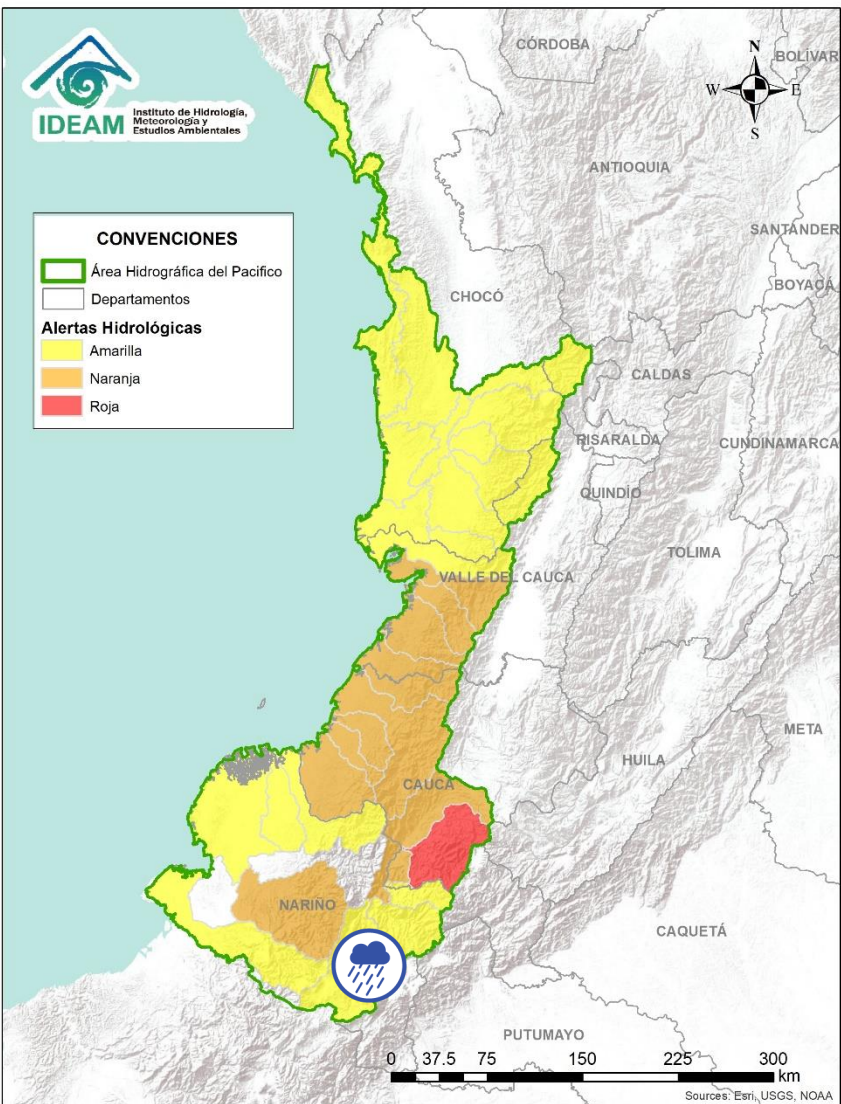 IDEAM
Instituto de Hidrología,
Meteorología y
Estudios Ambientales
N
W
E
S
CÓRDOBA
BOLÍVAR
ANTIOQUIA
SANTANDER
BOYACÁ
CHOCÓ
CALDAS
RISARALDA
CUNDINAMARCA
QUINDÍO
TOLIMA
VALLE DEL CAUCA
META
HUILA
CAUCA
NARIÑO
CAQUETÁ
PUTUMAYO
CONVENCIONES
Área Hidrográfica del Pacifico
Departamentos
Alertas Hidrológicas
Amarilla
Naranja
Roja
0 37.5 75 150 225 300
km
Sources: Esri, USGS, NOAA